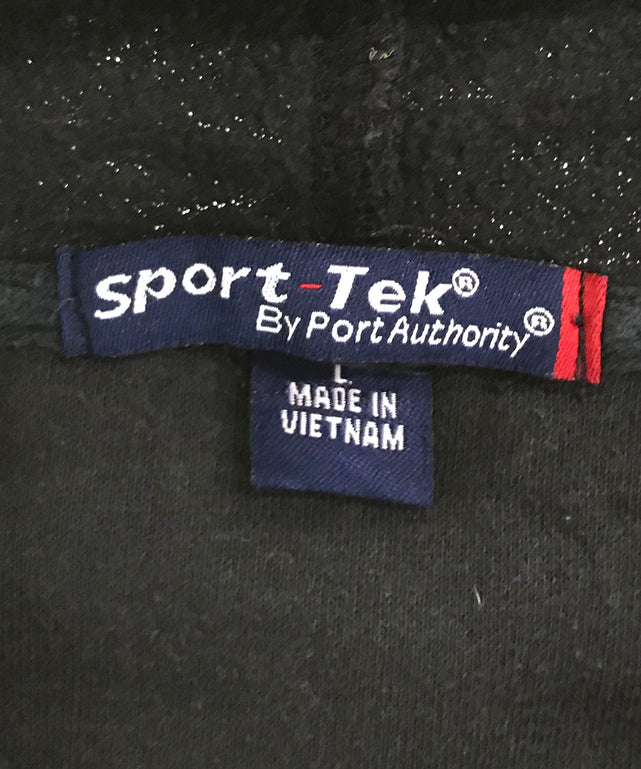 Sport-Tek®
By Port Authority®
L
MADE IN
VIETNAM